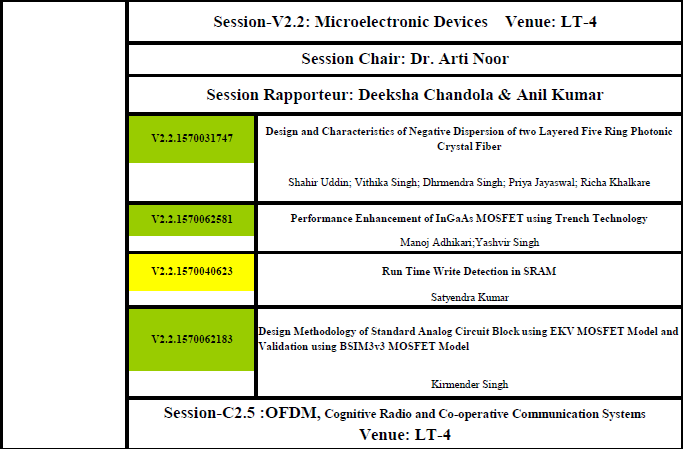 Session-V2.2: Microelectronic Devices Venue: LT-4
Session Chair: Dr. Arti Noor
Session Rapporteur: Deeksha Chandola & Anil Kumar
V2.2.1570031747
Design and Characteristics of Negative Dispersion of two Layered Five Ring Photonic
Crystal Fiber
Shahir Uddin; Vithika Singh; Dhrmendra Singh; Priya Jayaswal; Richa Khalkare
V2.2.1570062581
Performance Enhancement of InGaAs MOSFET using Trench Technology
Manoj Adhikari;Yashvir Singh
V2.2.1570040623
Run Time Write Detection in SRAM
Satyendra Kumar
V2.2.1570062183
Design Methodology of Standard Analog Circuit Block using EKV MOSFET Model and
Validation using BSIM3v3 MOSFET Model
Kirmender Singh
Session-C2.5 :OFDM, Cognitive Radio and Co-operative Communication Systems
Venue: LT-4